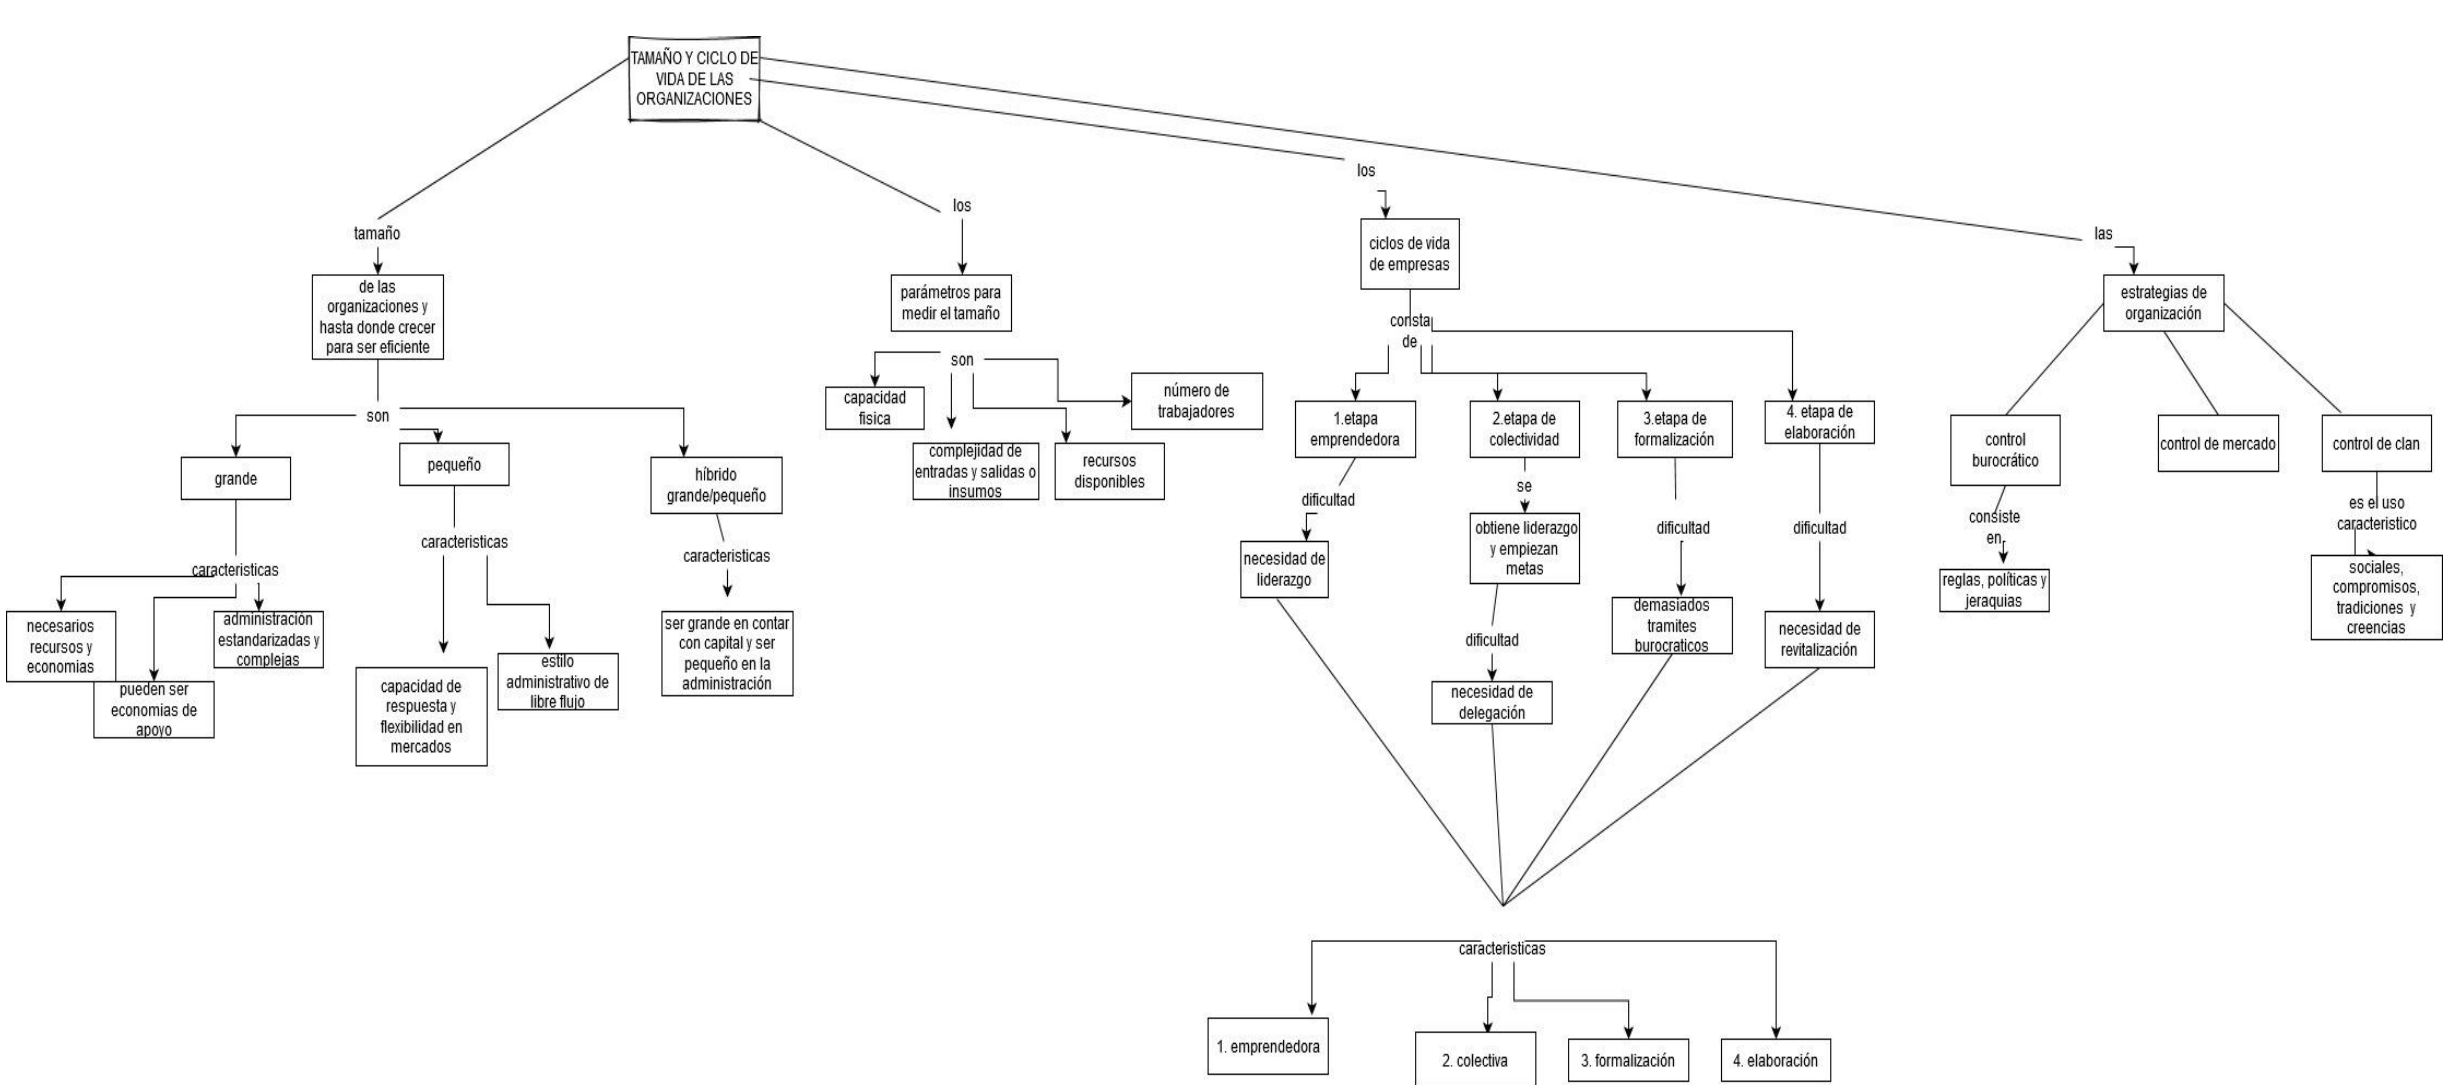 TAMAÑO Y CICLO DE
VIDA DE LAS
ORGANIZACIONES
tamaño
de las
organizaciones y
hasta donde crecer
para ser eficiente
son
grande
caracteristicas
necesarios
recursos y
economias
pueden ser
economias de
apoyo
administración
estandarizadas y
complejas
pequeño
caracteristicas
capacidad de
respuesta y
flexibilidad en
mercados
estilo
administrativo de
libre flujo
híbrido
grande/pequeño
caracteristicas
ser grande en contar
con capital y ser
pequeño en la
administración
los
parámetros para
medir el tamaño
son
capacidad
fisica
complejidad de
entradas y salidas o
insumos
recursos
disponibles
número de
trabajadores
los
ciclos de vida
de empresas
consta
de
1.etapa
emprendedora
dificultad
necesidad de
liderazgo
2.etapa de
colectividad
se
obtiene liderazgo
y empiezan
metas
dificultad
necesidad de
delegación
3.etapa de
formalización
dificultad
demasiados
tramites
burocraticos
4. etapa de
elaboración
dificultad
necesidad de
revitalización
caracteristicas
1. emprendedora
2. colectiva
3. formalización
4. elaboración
las
estrategias de
organización
control
burocrático
consiste
en
reglas, políticas y
jeraquias
control de mercado
control de clan
es el uso
caracteristico
sociales,
compromisos,
tradiciones y
creencias